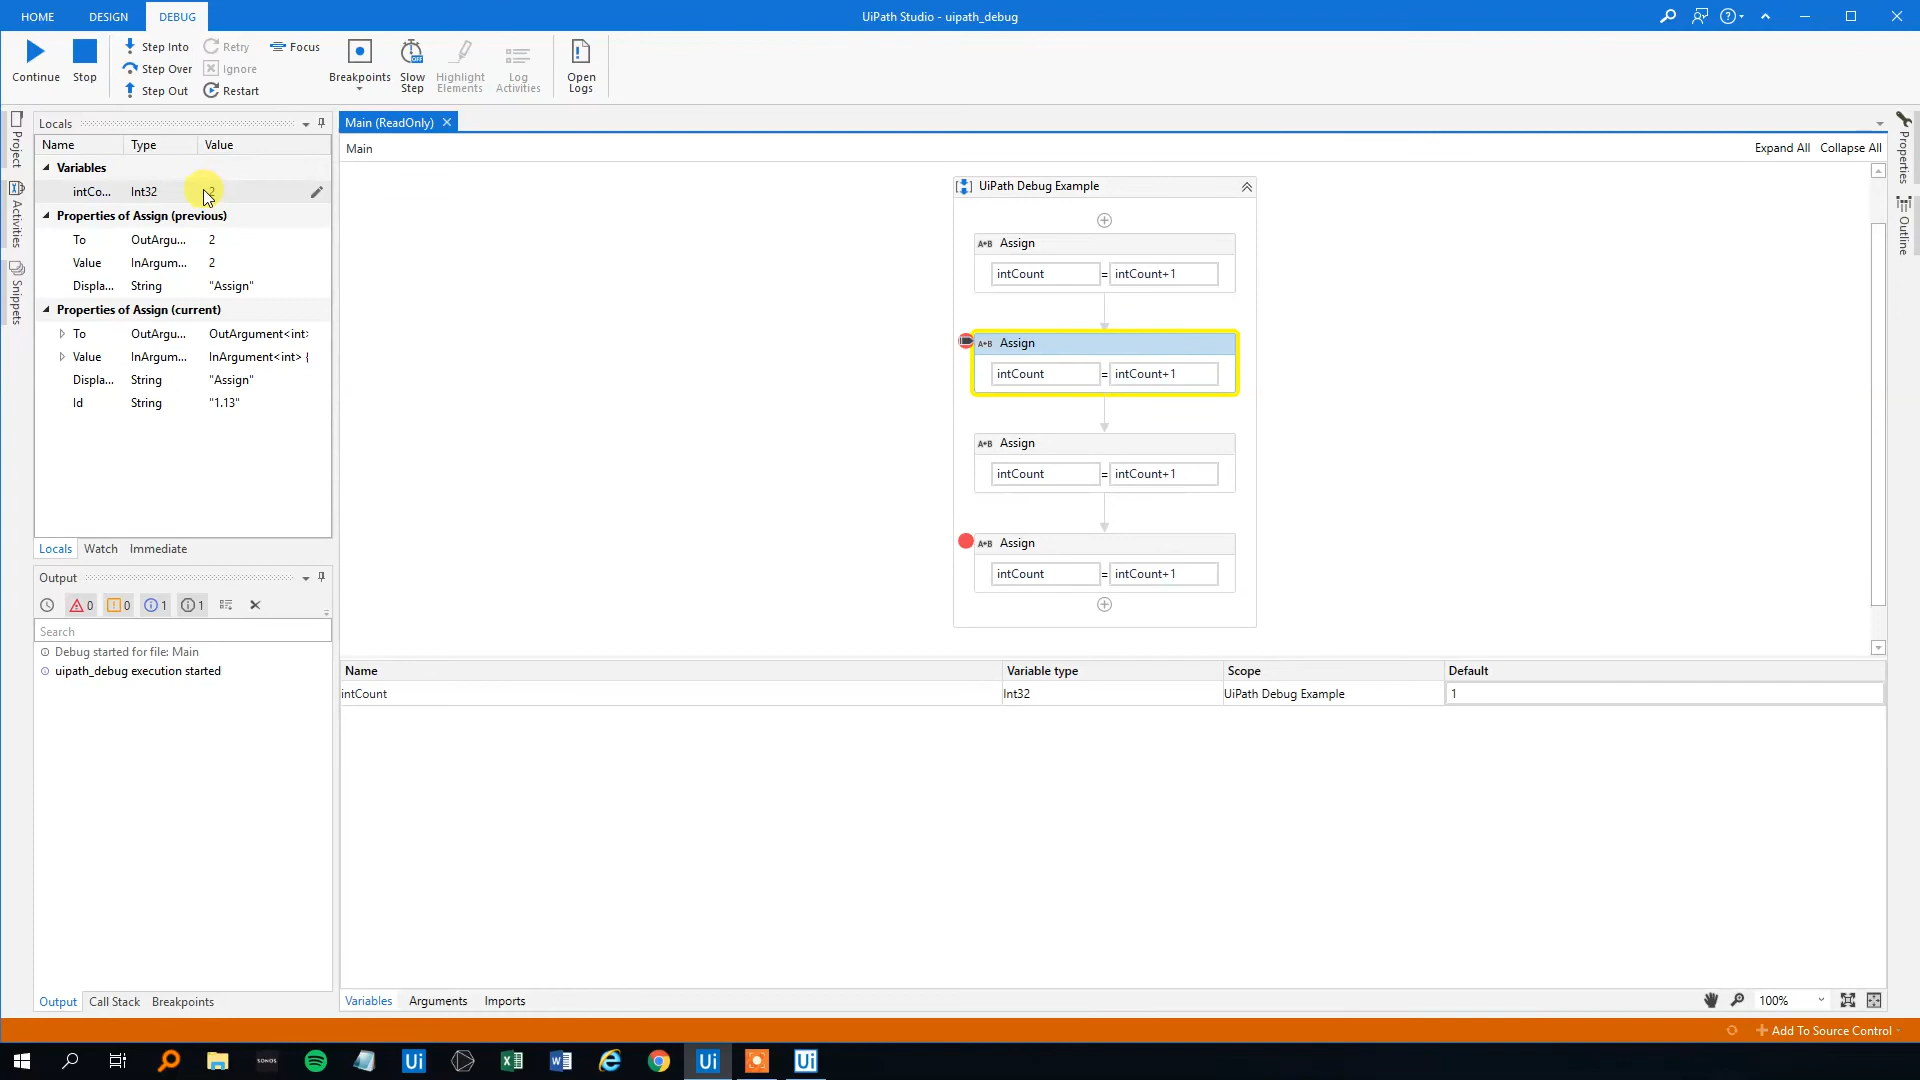 HOME DESIGN DEBUG UiPath Studio - uipath_debug
Continue Stop Step Into Step Over Step Out Retry Ignore Restart Focus Breakpoints Slow Step Highlight Elements Log Activities Open Logs
Project
Activities
Snippets
Locals
Name Type Value
Variables
intCo... Int32 2
Properties of Assign (previous)
To OutArgu... 2
Value InArgum... 2
Displa... String "Assign"
Properties of Assign (current)
To OutArgu... OutArgument<int>
Value InArgum... InArgument<int> {
Displa... String "Assign"
Id String "1.13"
Locals Watch Immediate
Output
0 0 1 1
Search
Debug started for file: Main
uipath_debug execution started
Output Call Stack Breakpoints
Main (ReadOnly)
Main Expand All Collapse All
UiPath Debug Example
A+B Assign
intCount = intCount+1
A+B Assign
intCount = intCount+1
A+B Assign
intCount = intCount+1
A+B Assign
intCount = intCount+1
Name Variable type Scope Default
intCount Int32 UiPath Debug Example 1
Variables Arguments Imports 100%
Properties
Outline
Add To Source Control
SONOS Ui Ui Ui